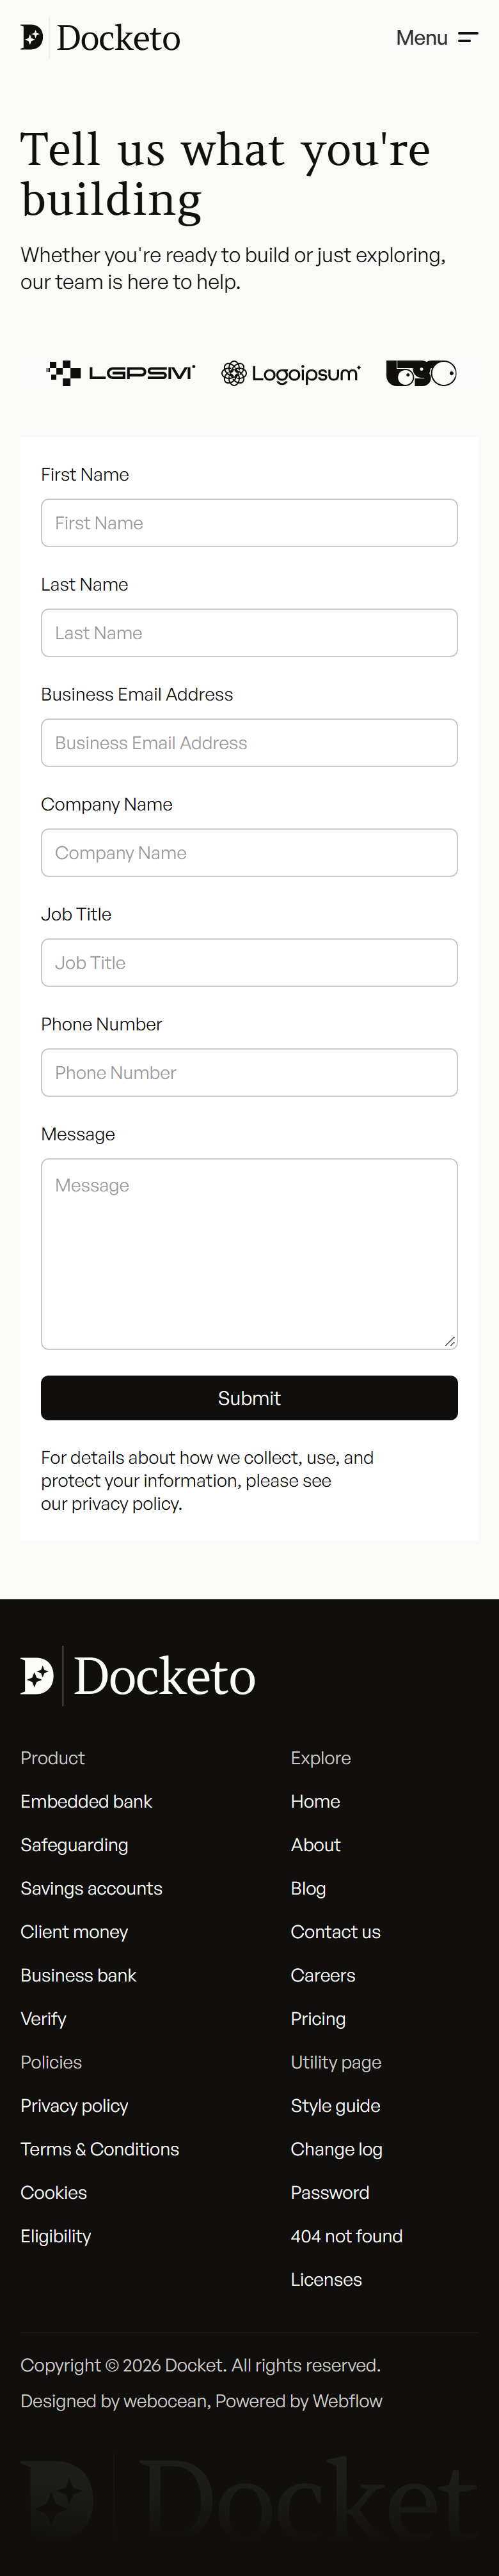 Docketo
Menu
Tell us what you're
building
Whether you're ready to build or just exploring,
our team is here to help.
LGPSM
Logoipsum
logo
First Name
First Name
Last Name
Last Name
Business Email Address
Business Email Address
Company Name
Company Name
Job Title
Job Title
Phone Number
Phone Number
Message
Message
Submit
For details about how we collect, use, and
protect your information, please see
our privacy policy.
Docketo
Product
Embedded bank
Safeguarding
Savings accounts
Client money
Business bank
Verify
Policies
Privacy policy
Terms & Conditions
Cookies
Eligibility
Explore
Home
About
Blog
Contact us
Careers
Pricing
Utility page
Style guide
Change log
Password
404 not found
Licenses
Copyright © 2026 Docket. All rights reserved.
Designed by webocean, Powered by Webflow
Docket